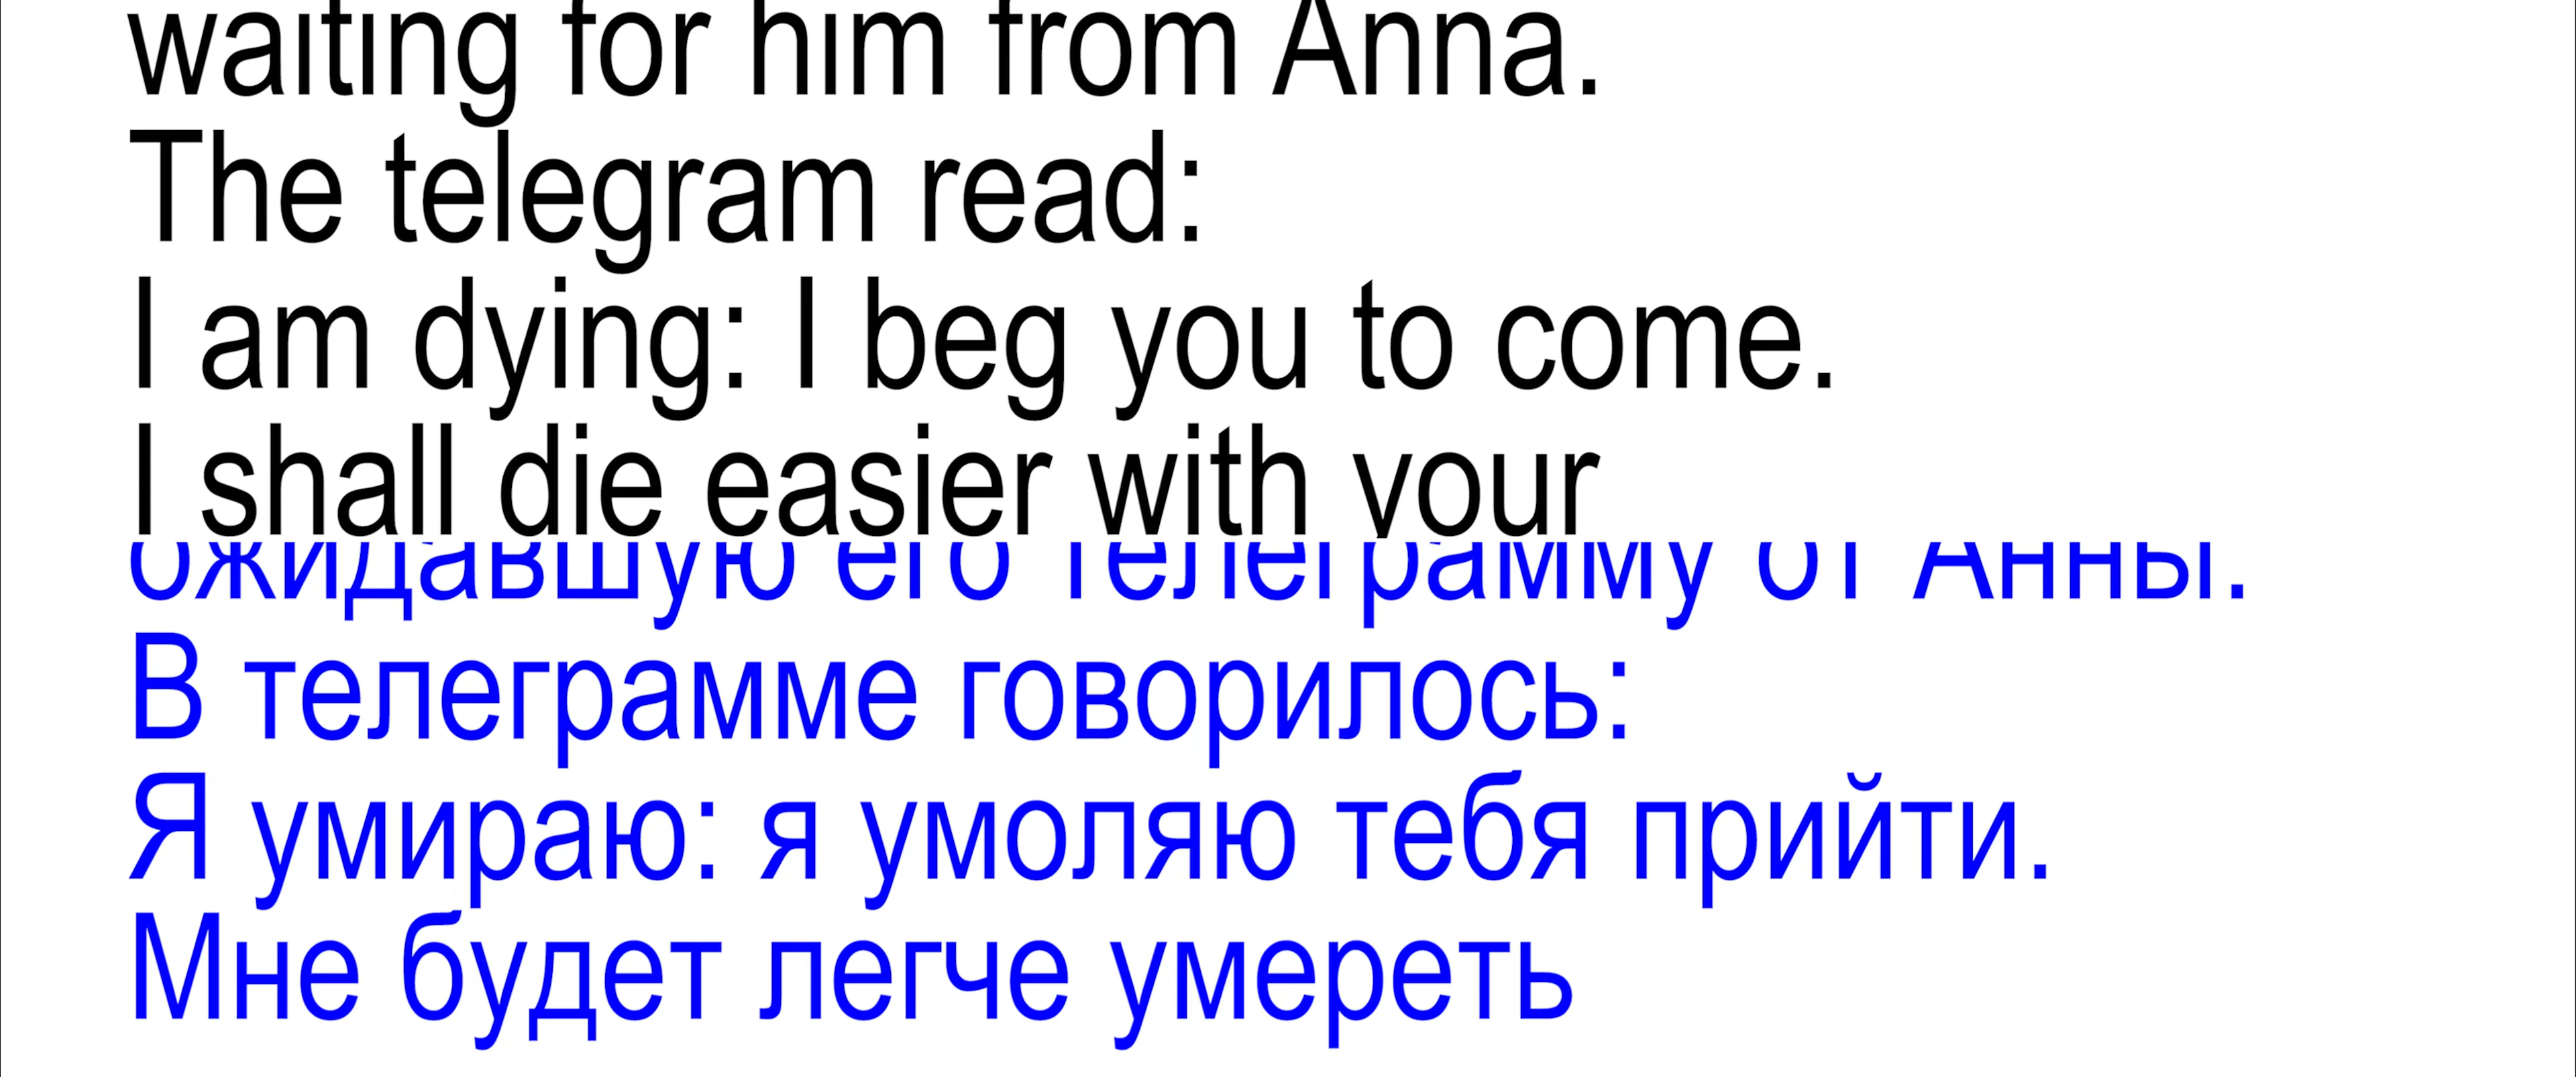 waiting for him from Anna.
The telegram read:
I am dying: I beg you to come.
I shall die easier with your
ожидавшую его телеграмму от Анны.
В телеграмме говорилось:
Я умираю: я умоляю тебя прийти.
Мне будет легче умереть